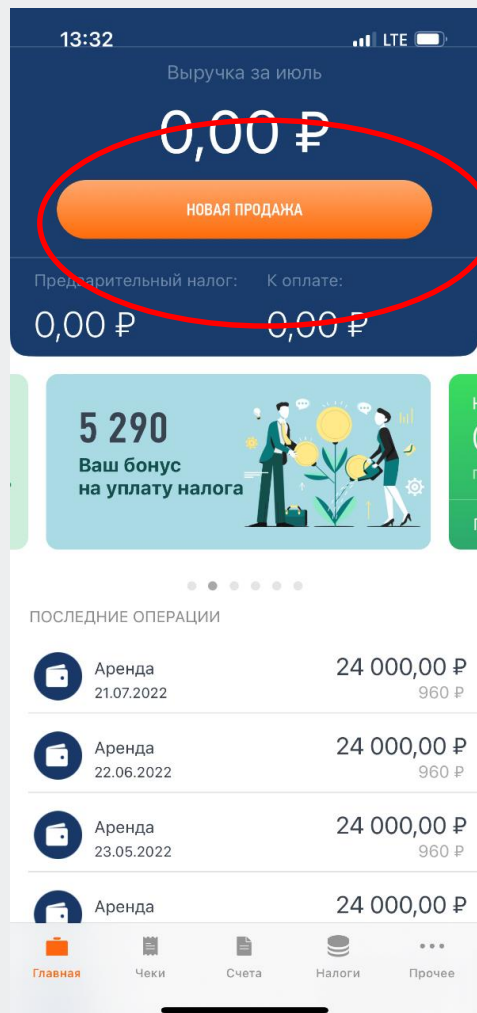 13:32
LTE
Выручка за июль
0,00 ₽
НОВАЯ ПРОДАЖА
Предварительный налог: К оплате:
0,00 ₽ 0,00 ₽
5 290
Ваш бонус
на уплату налога
ПОСЛЕДНИЕ ОПЕРАЦИИ
Аренда 24 000,00 ₽
21.07.2022 960 ₽
Аренда 24 000,00 ₽
22.06.2022 960 ₽
Аренда 24 000,00 ₽
23.05.2022 960 ₽
Аренда 24 000,00 ₽
Главная Чеки Счета Налоги Прочее